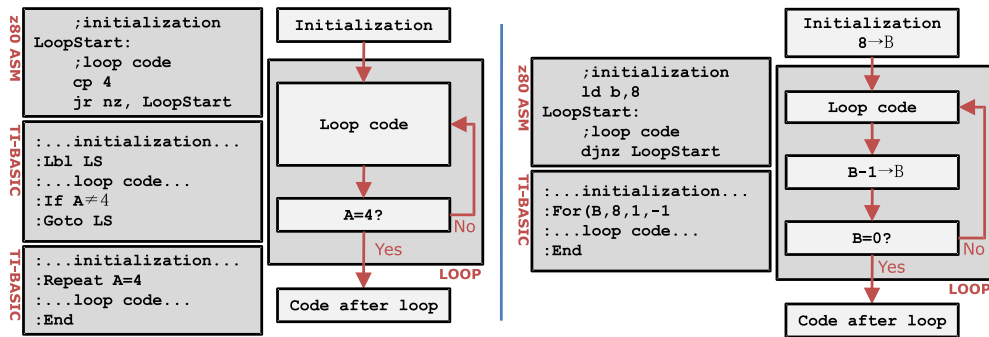 z80 ASM
;initialization
LoopStart:
;loop code
cp 4
jr nz, LoopStart
TI-BASIC
:...initialization...
:Lbl LS
:...loop code...
:If A≠4
:Goto LS
TI-BASIC
:...initialization...
:Repeat A=4
:...loop code...
:End
Initialization
Loop code
A=4?
No
Yes
LOOP
Code after loop
z80 ASM
;initialization
ld b,8
LoopStart:
;loop code
djnz LoopStart
TI-BASIC
:...initialization...
:For(B,8,1,-1
:...loop code...
:End
Initialization
8→B
Loop code
B-1→B
B=0?
No
Yes
LOOP
Code after loop